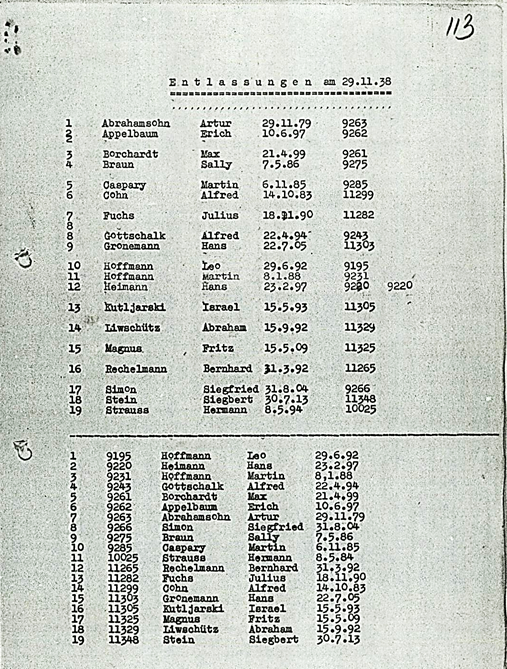 113
Entlassungen am 29.11.38
1 Abrahamsohn Artur 29.11.79 9263
2 Appelbaum Erich 10.6.97 9262
3 Borchardt Max 21.4.99 9261
4 Braun Sally 7.5.86 9275
5 Caspary Martin 6.11.85 9285
6 Cohn Alfred 14.10.83 11299
7 Fuchs Julius 18.11.90 11282
8
8 Gottschalk Alfred 22.4.94 9243
9 Gronemann Hans 22.7.05 11303
10 Hoffmann Leo 29.6.92 9195
11 Hoffmann Martin 8.1.88 9231
12 Heimann Hans 23.2.97 9220 9220
13 Kutljarski Israel 15.5.93 11305
14 Liwschütz Abraham 15.9.92 11329
15 Magnus Fritz 15.5.09 11325
16 Rechelmann Bernhard 31.3.92 11265
17 Simon Siegfried 31.8.04 9266
18 Stein Siegbert 30.7.13 11348
19 Strauss Hermann 8.5.94 10025
1 9195 Hoffmann Leo 29.6.92
2 9220 Heimann Hans 23.2.97
3 9231 Hoffmann Martin 8.1.88
4 9243 Gottschalk Alfred 22.4.94
5 9261 Borchardt Max 21.4.99
6 9262 Appelbaum Erich 10.6.97
7 9263 Abrahamsohn Artur 29.11.79
8 9266 Simon Siegfried 31.8.04
9 9275 Braun Sally 7.5.86
10 9285 Caspary Martin 6.11.85
11 10025 Strauss Hermann 8.5.84
12 11265 Rechelmann Bernhard 31.3.92
13 11282 Fuchs Julius 18.11.90
14 11299 Cohn Alfred 14.10.83
15 11303 Gronemann Hans 22.7.05
16 11305 Kutljarski Israel 15.5.93
17 11325 Magnus Fritz 15.5.09
18 11329 Liwschütz Abraham 15.9.92
19 11348 Stein Siegbert 30.7.13